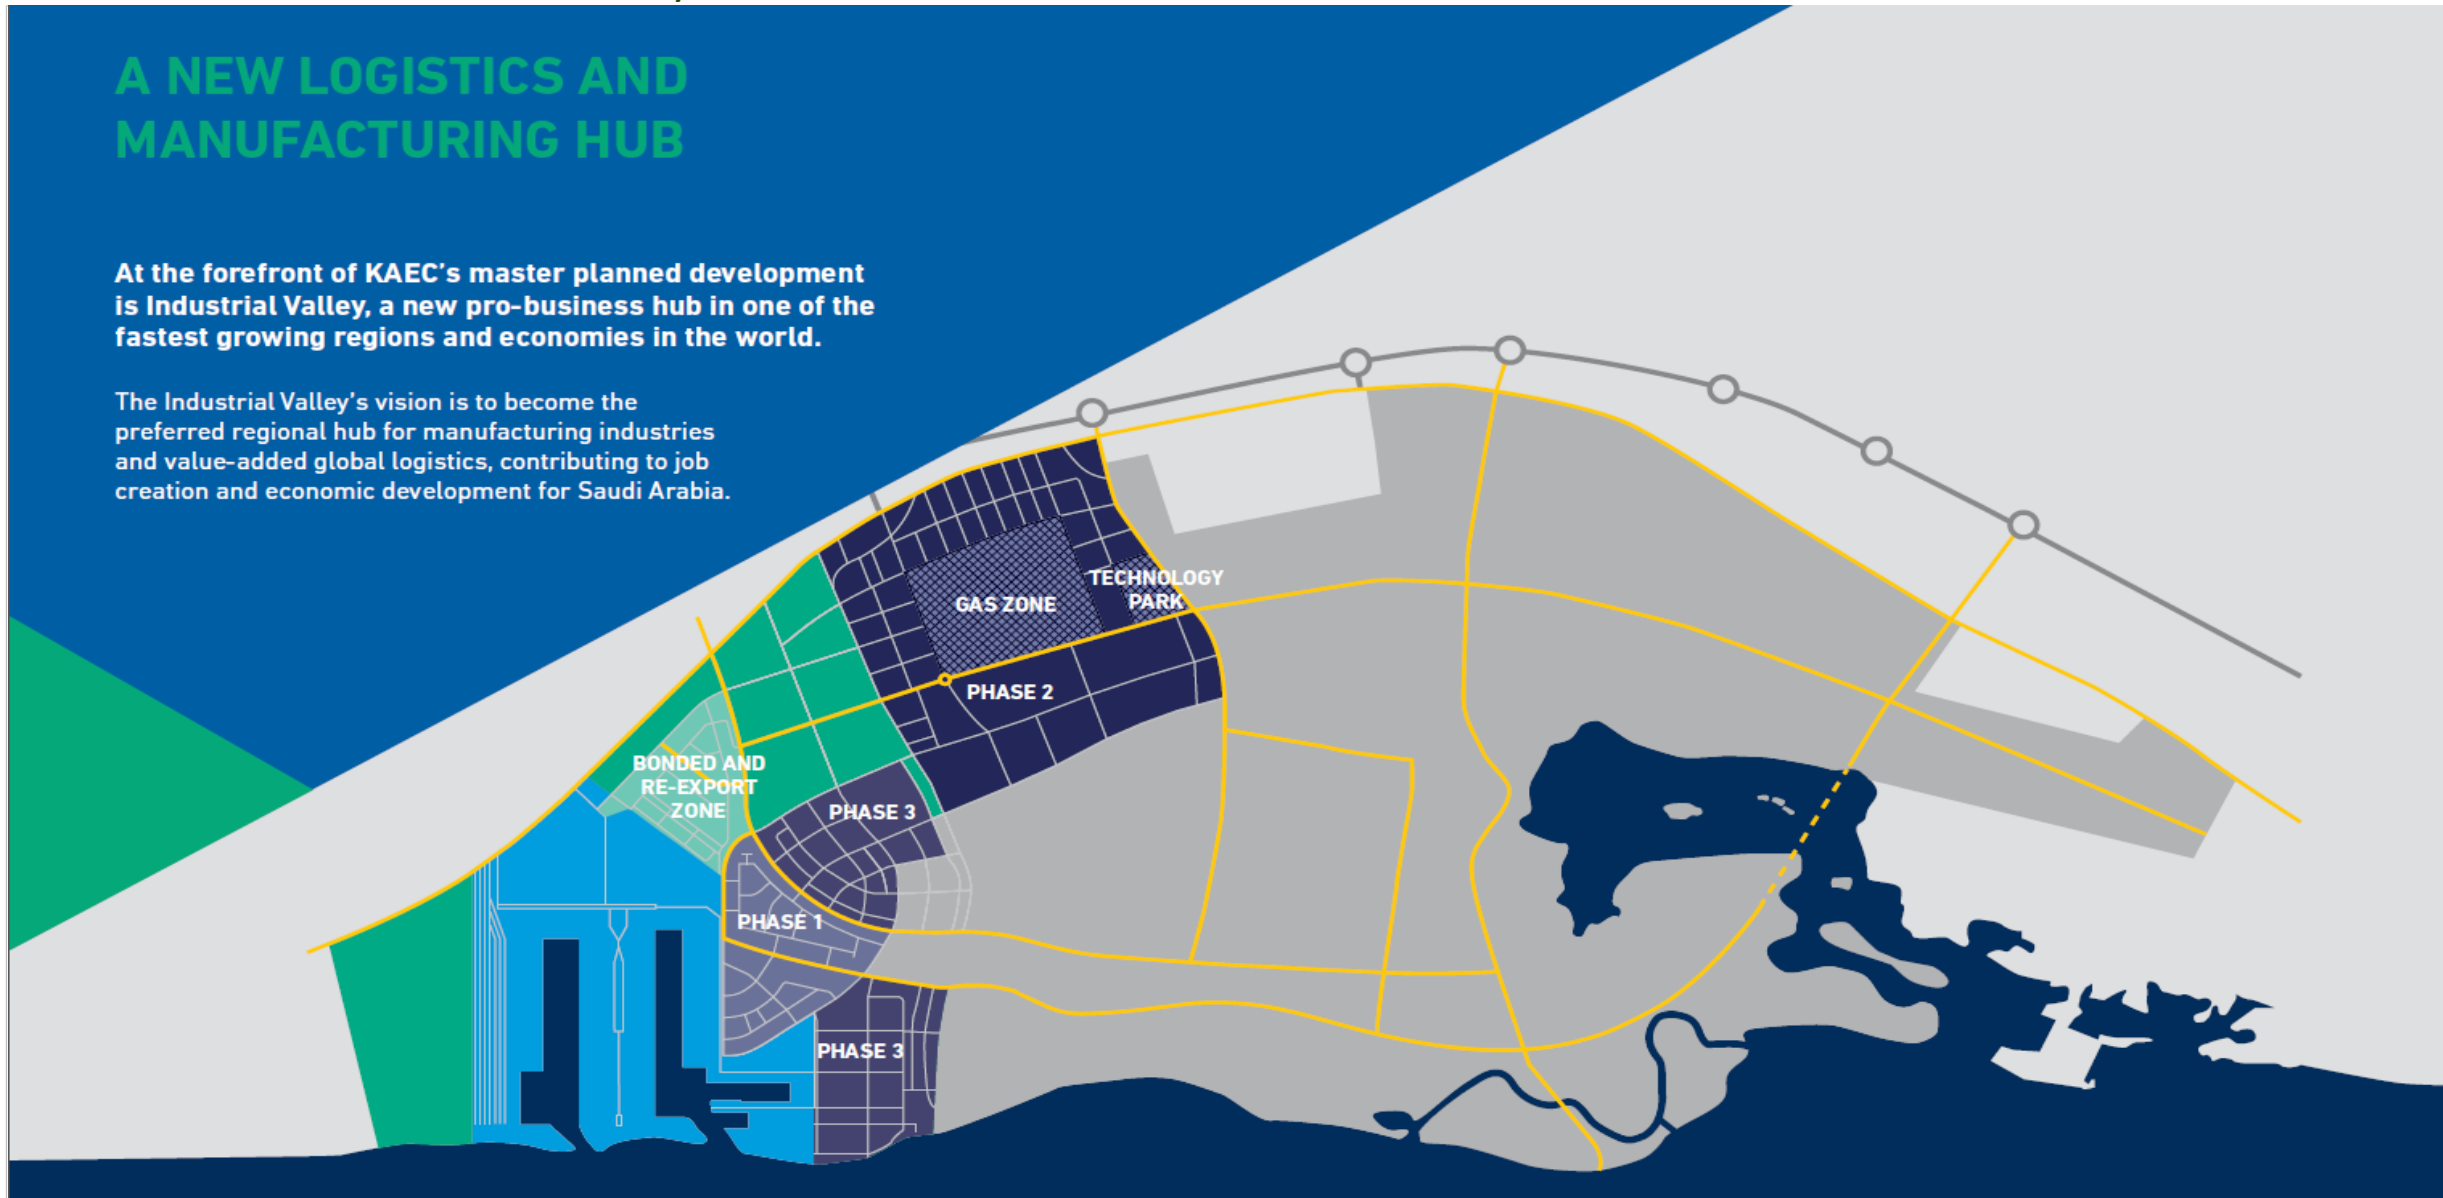 A NEW LOGISTICS AND
MANUFACTURING HUB
At the forefront of KAEC's master planned development
is Industrial Valley, a new pro-business hub in one of the
fastest growing regions and economies in the world.
The Industrial Valley's vision is to become the
preferred regional hub for manufacturing industries
and value-added global logistics, contributing to job
creation and economic development for Saudi Arabia.
TECHNOLOGY
PARK
GAS ZONE
PHASE 2
BONDED AND
RE-EXPORT
ZONE
PHASE 3
PHASE 1
PHASE 3